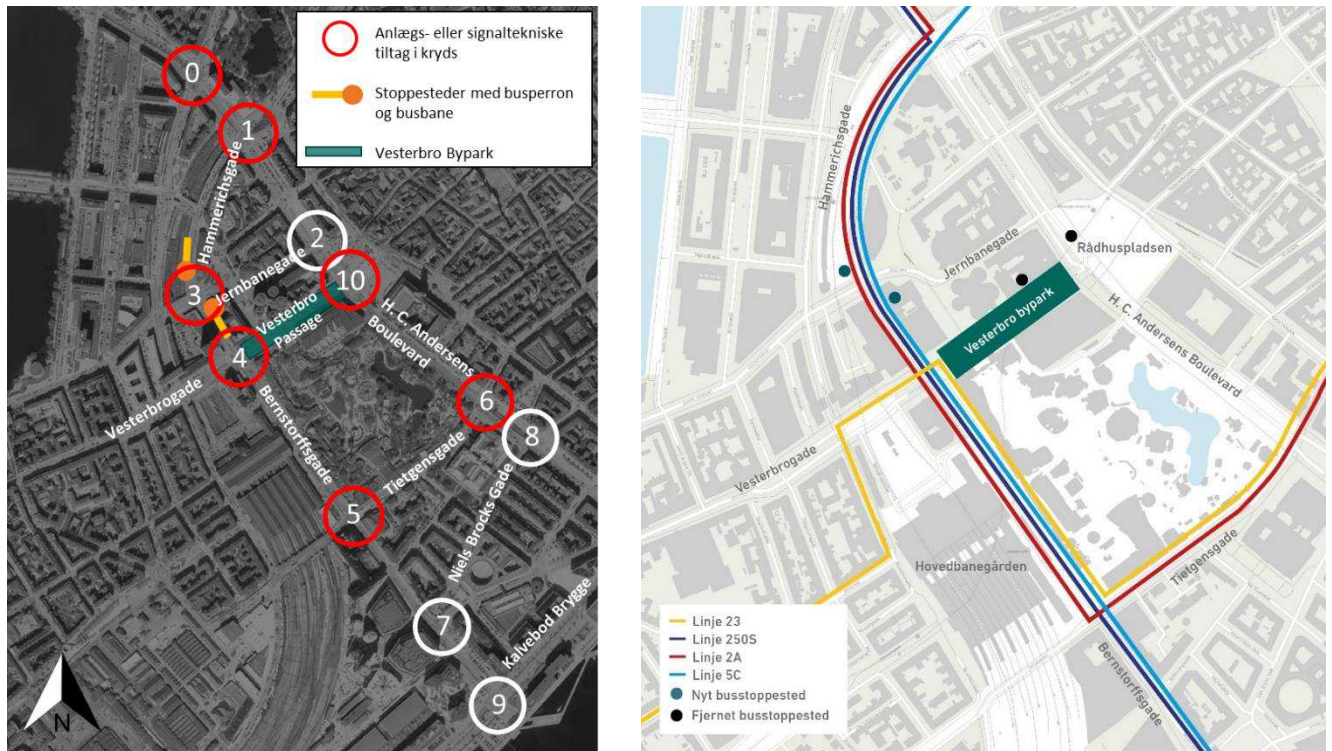 Anlægs- eller signaltekniske
tiltag i kryds
Stoppesteder med busperron
og busbane
Vesterbro Bypark
0
1
Hammerichsgade
2
3
Jernbanegade
10
Vesterbro
Passage
4
H. C. Andersens
Boulevard
Vesterbrogade
Bernstorffsgade
6
8
Tietgensgade
5
Niels Brocks Gade
7
Kalvebod Brygge
9
N
Hammerichsgade
Jernbanegade
Rådhuspladsen
Vesterbro bypark
H. C. Andersens Boulevard
Vesterbrogade
Hovedbanegården
Tietgensgade
Bernstorffsgade
Linje 23
Linje 250S
Linje 2A
Linje 5C
Nyt busstoppested
Fjernet busstoppested